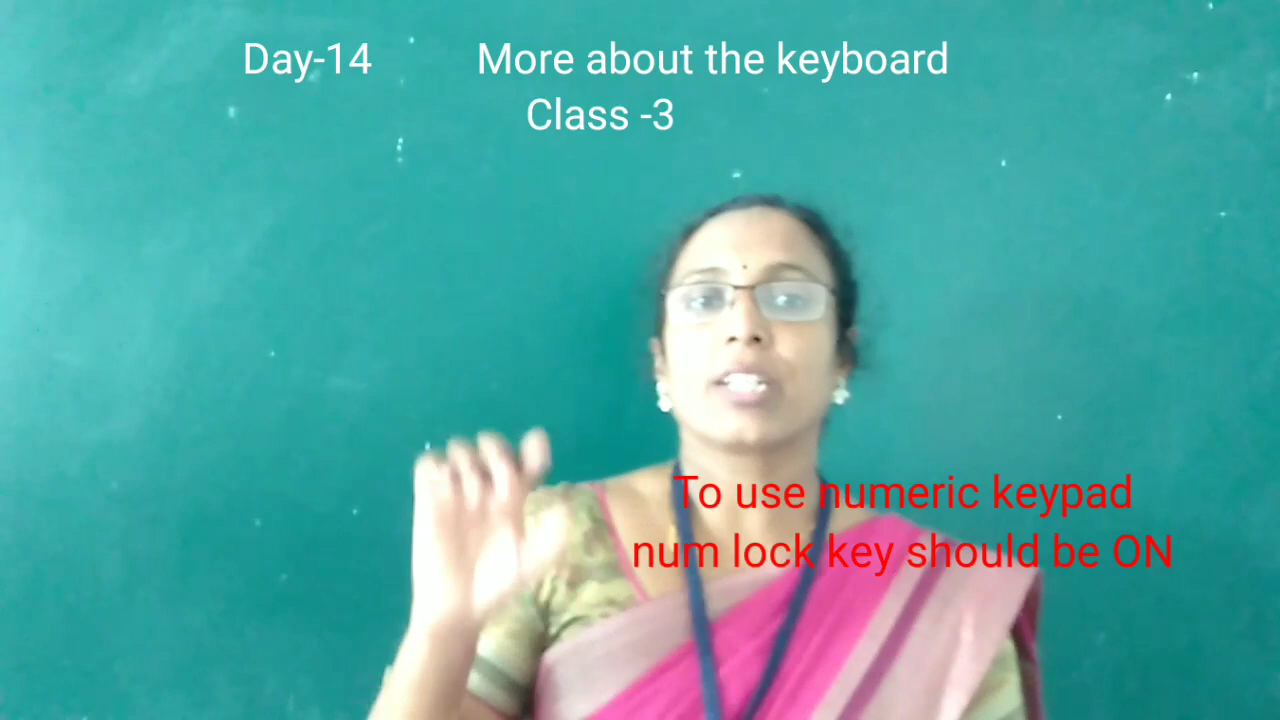 Day-14 More about the keyboard
Class -3
To use numeric keypad
num lock key should be ON